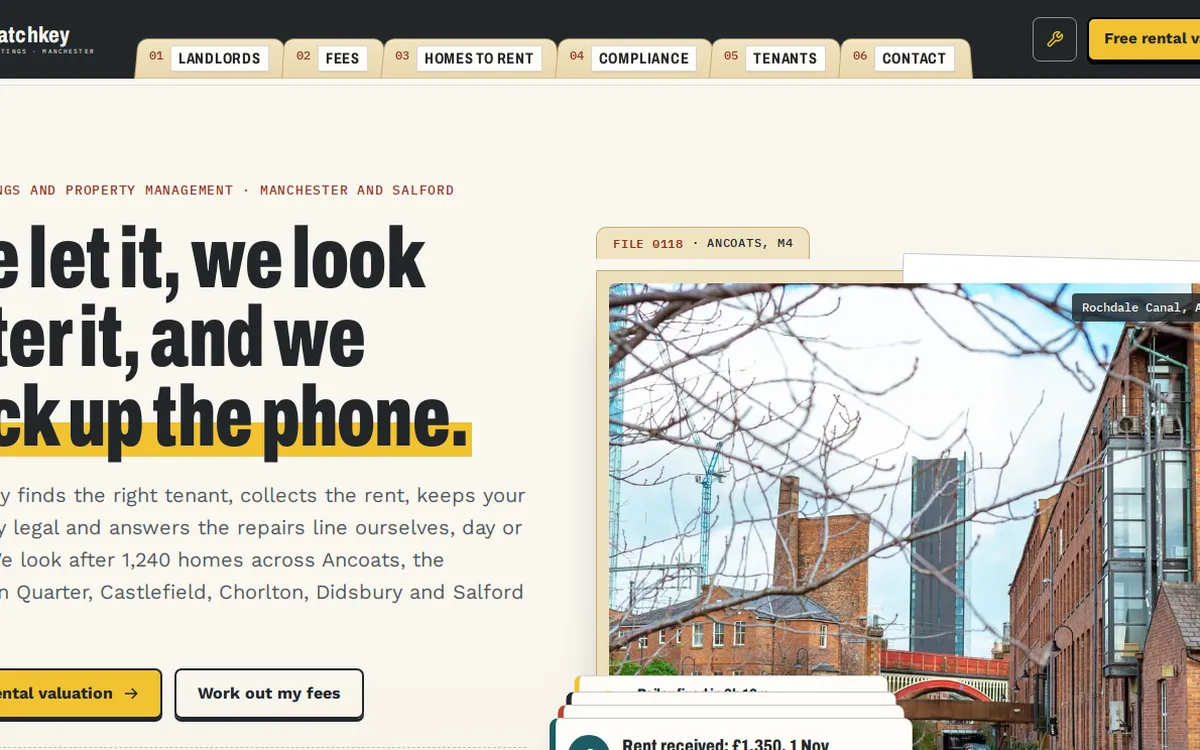 atchkey
TINGS · MANCHESTER
01 LANDLORDS
02 FEES
03 HOMES TO RENT
04 COMPLIANCE
05 TENANTS
06 CONTACT
Free rental v
NGS AND PROPERTY MANAGEMENT · MANCHESTER AND SALFORD
e let it, we look
ter it, and we
ck up the phone.
y finds the right tenant, collects the rent, keeps your
y legal and answers the repairs line ourselves, day or
e look after 1,240 homes across Ancoats, the
n Quarter, Castlefield, Chorlton, Didsbury and Salford
ental valuation →
Work out my fees
FILE 0118 · ANCOATS, M4
Rochdale Canal, A
Rent received: £1,350, 1 Nov